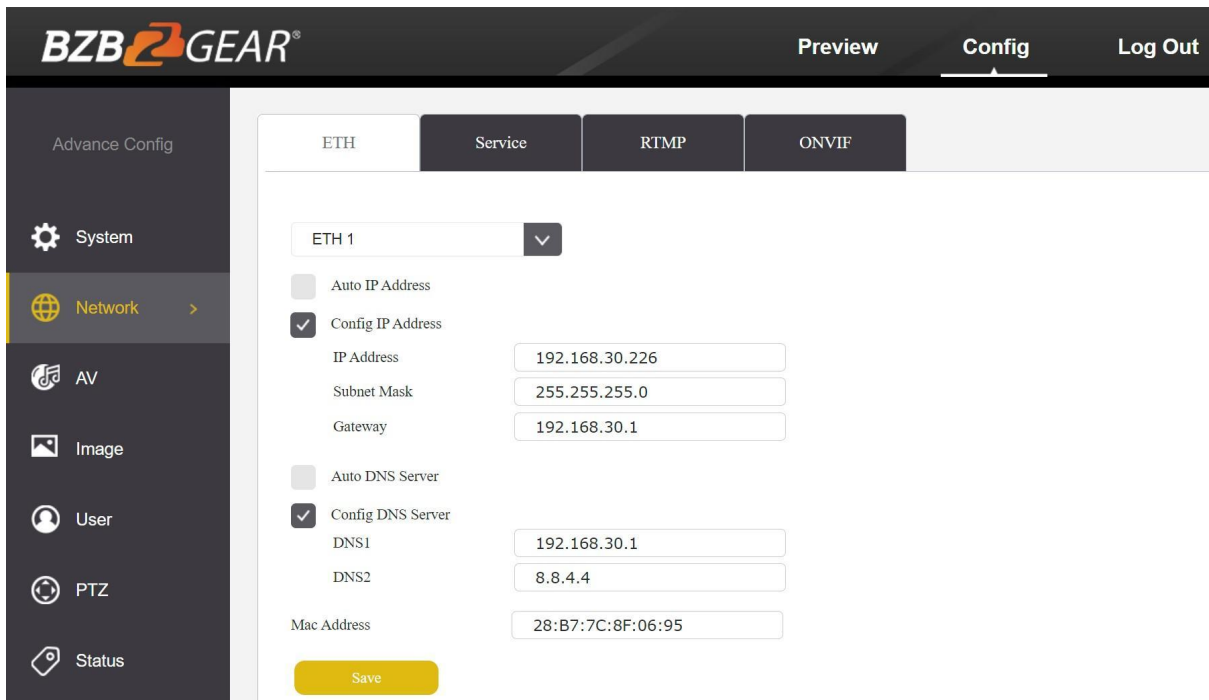 BZBGEAR®
Preview Config Log Out
Advance Config
System
Network >
AV
Image
User
PTZ
Status
ETH Service RTMP ONVIF
ETH 1
Auto IP Address
Config IP Address
IP Address 192.168.30.226
Subnet Mask 255.255.255.0
Gateway 192.168.30.1
Auto DNS Server
Config DNS Server
DNS1 192.168.30.1
DNS2 8.8.4.4
Mac Address 28:B7:7C:8F:06:95
Save